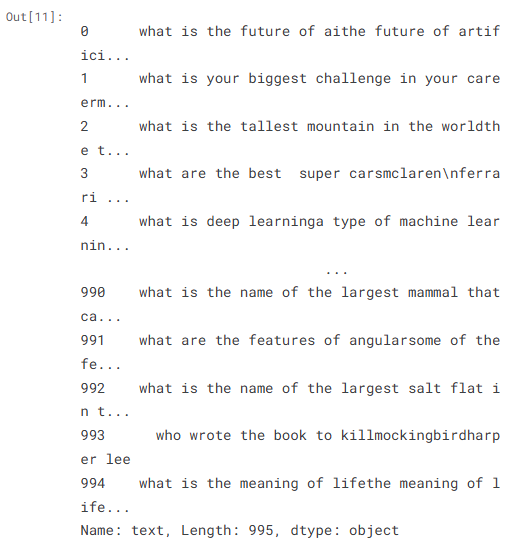 Out[11]:
0      what is the future of aithe future of artif
ici...
1      what is your biggest challenge in your care
erm...
2      what is the tallest mountain in the worldth
e t...
3      what are the best  super carsmclaren\nferra
ri ...
4      what is deep learninga type of machine lear
nin...
...
990    what is the name of the largest mammal that
ca...
991    what are the features of angularsome of the
fe...
992    what is the name of the largest salt flat i
n t...
993      who wrote the book to killmockingbirdharp
er lee
994    what is the meaning of lifethe meaning of l
ife...
Name: text, Length: 995, dtype: object